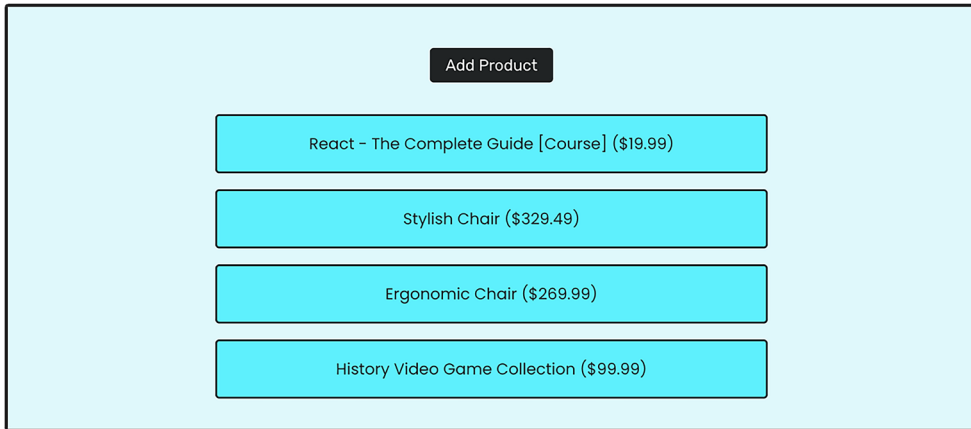 Add Product
React - The Complete Guide [Course] ($19.99)
Stylish Chair ($329.49)
Ergonomic Chair ($269.99)
History Video Game Collection ($99.99)